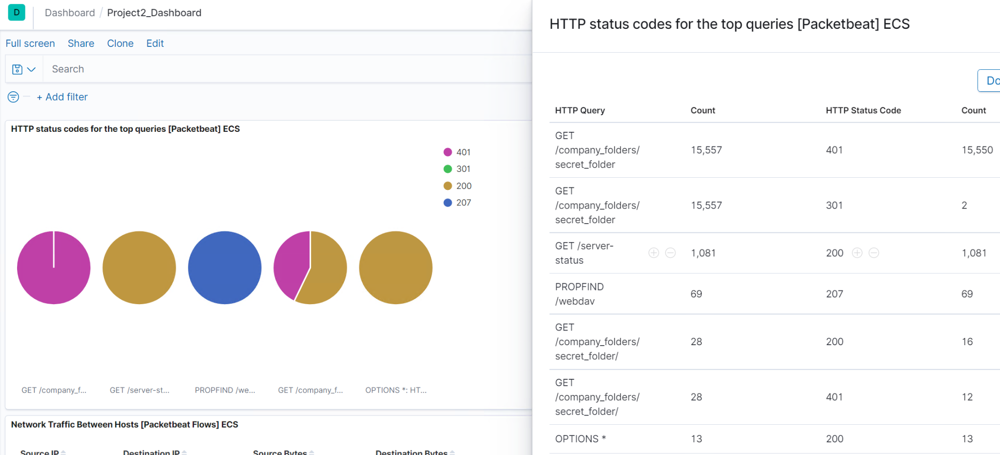 D
Dashboard / Project2_Dashboard
Full screen Share Clone Edit
Search
+ Add filter
HTTP status codes for the top queries [Packetbeat] ECS
401
301
200
207
GET /company_f... GET /server-st... PROPFIND /we... GET /company_f... OPTIONS *: HT...
Network Traffic Between Hosts [Packetbeat Flows] ECS
Source IP Destination IP Source Bytes Destination Bytes
HTTP status codes for the top queries [Packetbeat] ECS
Do
HTTP Query Count HTTP Status Code Count
GET
/company_folders/ 15,557 401 15,550
secret_folder
GET
/company_folders/ 15,557 301 2
secret_folder
GET /server-
status 1,081 200 1,081
PROPFIND
/webdav 69 207 69
GET
/company_folders/ 28 200 16
secret_folder/
GET
/company_folders/ 28 401 12
secret_folder/
OPTIONS * 13 200 13